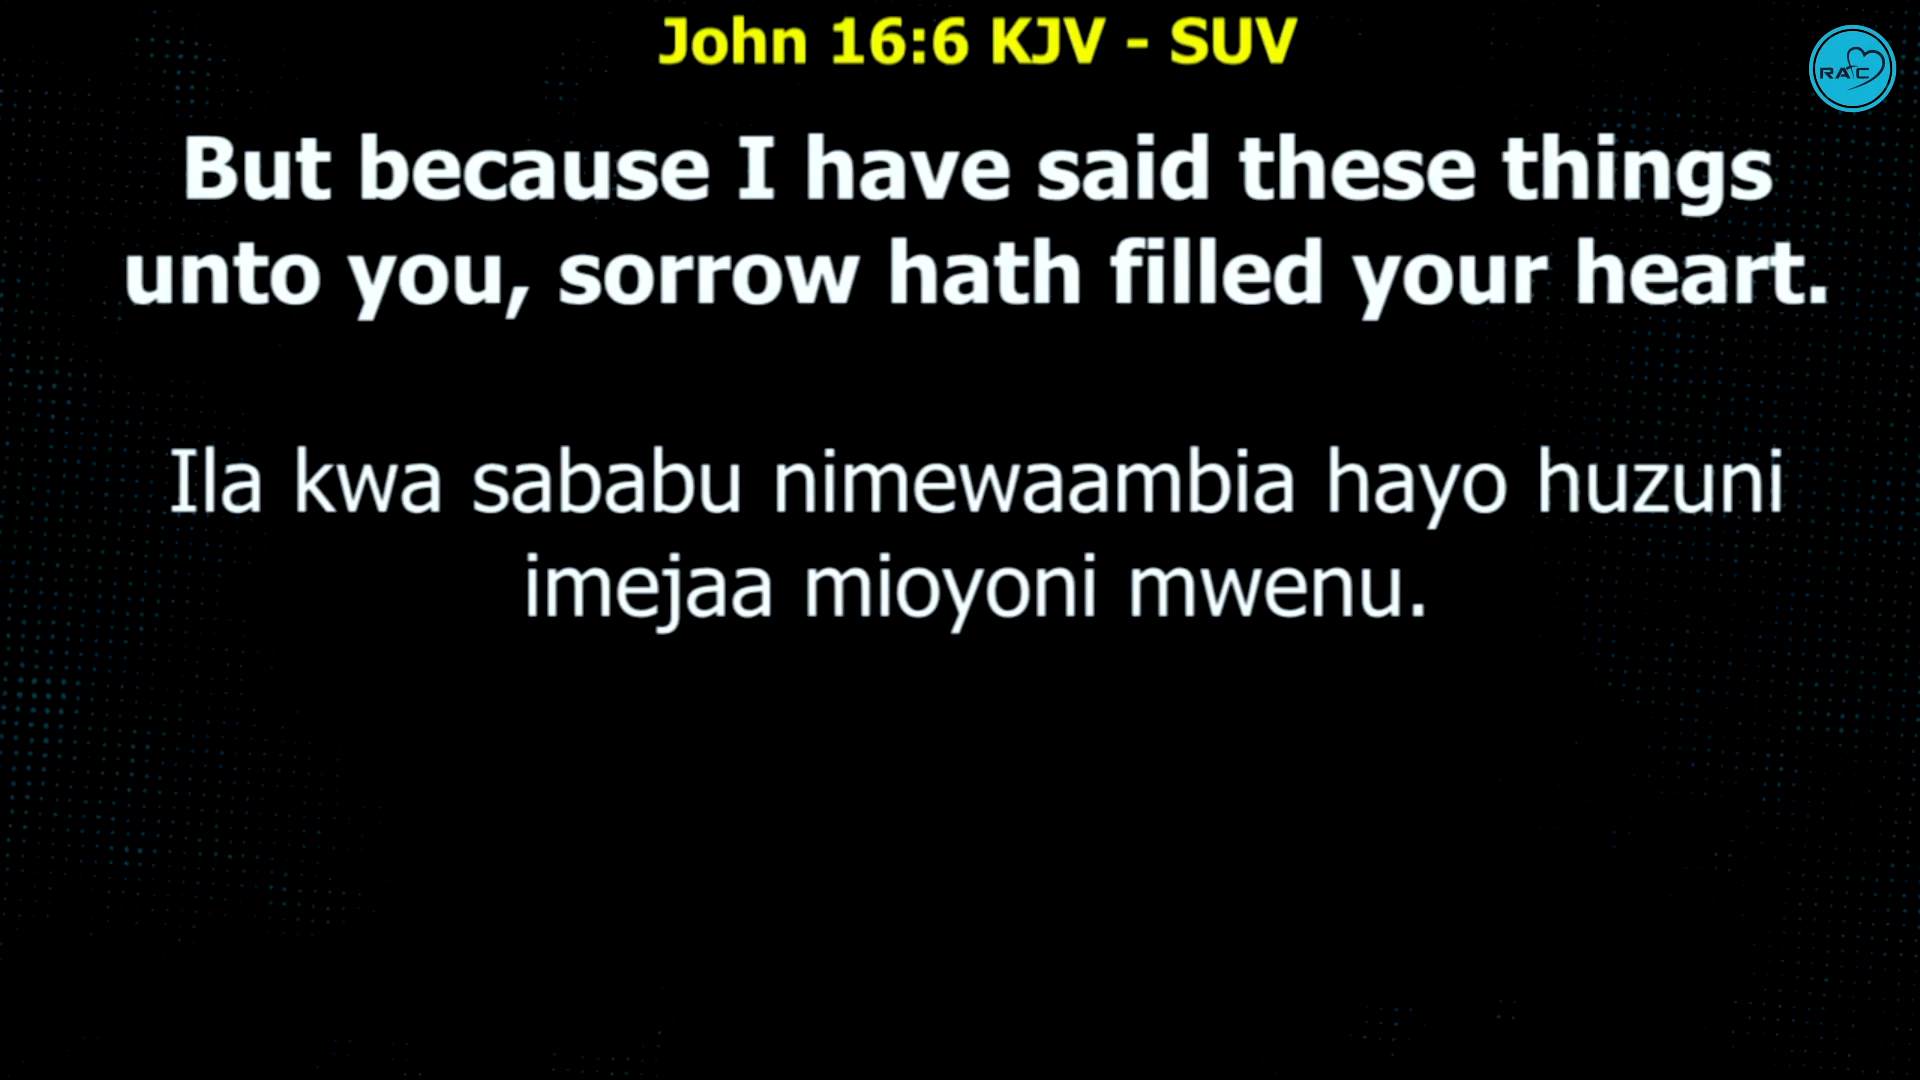 John 16:6 KJV - SUV
RAC
But because I have said these things
unto you, sorrow hath filled your heart.
Ila kwa sababu nimewaambia hayo huzuni
imejaa mioyoni mwenu.